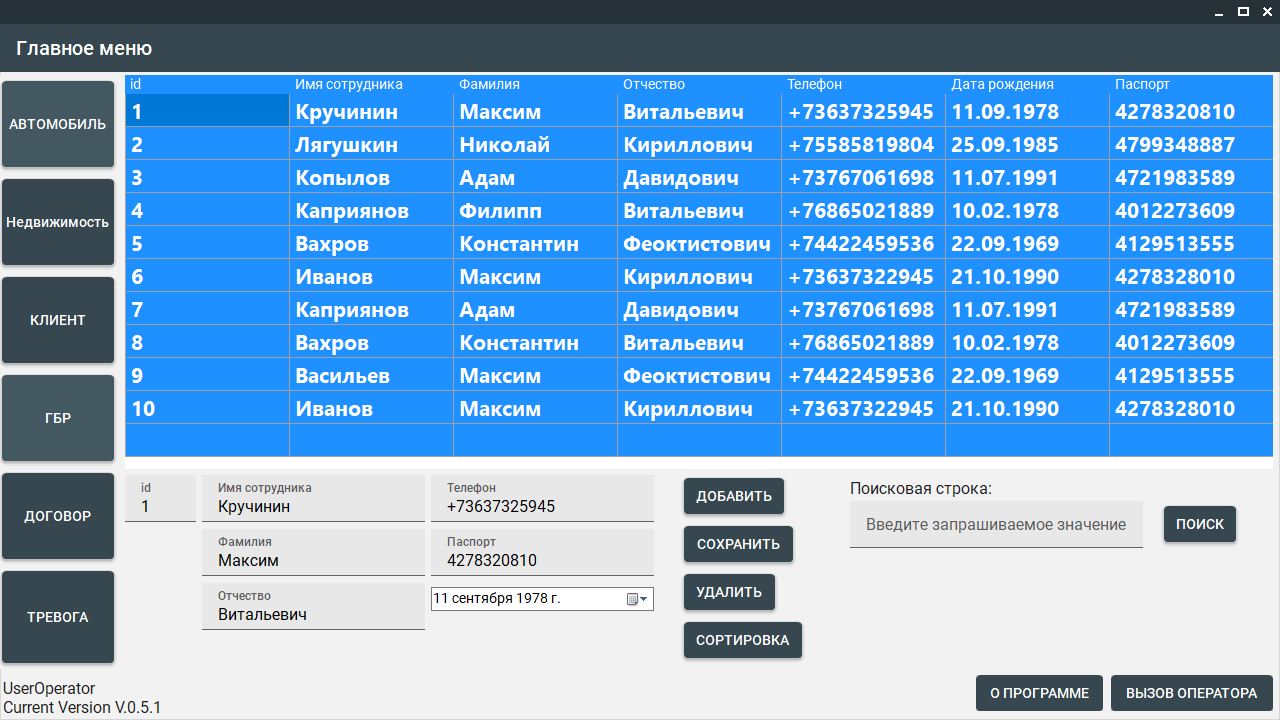 Главное меню
АВТОМОБИЛЬ
Недвижимость
КЛИЕНТ
ГБР
ДОГОВОР
ТРЕВОГА
id Имя сотрудника Фамилия Отчество Телефон Дата рождения Паспорт
1 Кручинин Максим Витальевич +73637325945 11.09.1978 4278320810
2 Лягушкин Николай Кириллович +75585819804 25.09.1985 4799348887
3 Копылов Адам Давидович +73767061698 11.07.1991 4721983589
4 Каприянов Филипп Витальевич +76865021889 10.02.1978 4012273609
5 Вахров Константин Феоктистович +74422459536 22.09.1969 4129513555
6 Иванов Максим Кириллович +73637322945 21.10.1990 4278328010
7 Каприянов Адам Давидович +73767061698 11.07.1991 4721983589
8 Вахров Константин Витальевич +76865021889 10.02.1978 4012273609
9 Васильев Максим Феоктистович +74422459536 22.09.1969 4129513555
10 Иванов Максим Кириллович +73637322945 21.10.1990 4278328010
id
1
Имя сотрудника
Кручинин
Телефон
+73637325945
Фамилия
Максим
Паспорт
4278320810
Отчество
Витальевич
11 сентября 1978 г.
ДОБАВИТЬ
СОХРАНИТЬ
УДАЛИТЬ
СОРТИРОВКА
Поисковая строка:
Введите запрашиваемое значение
ПОИСК
UserOperator
Current Version V.0.5.1
О ПРОГРАММЕ
ВЫЗОВ ОПЕРАТОРА